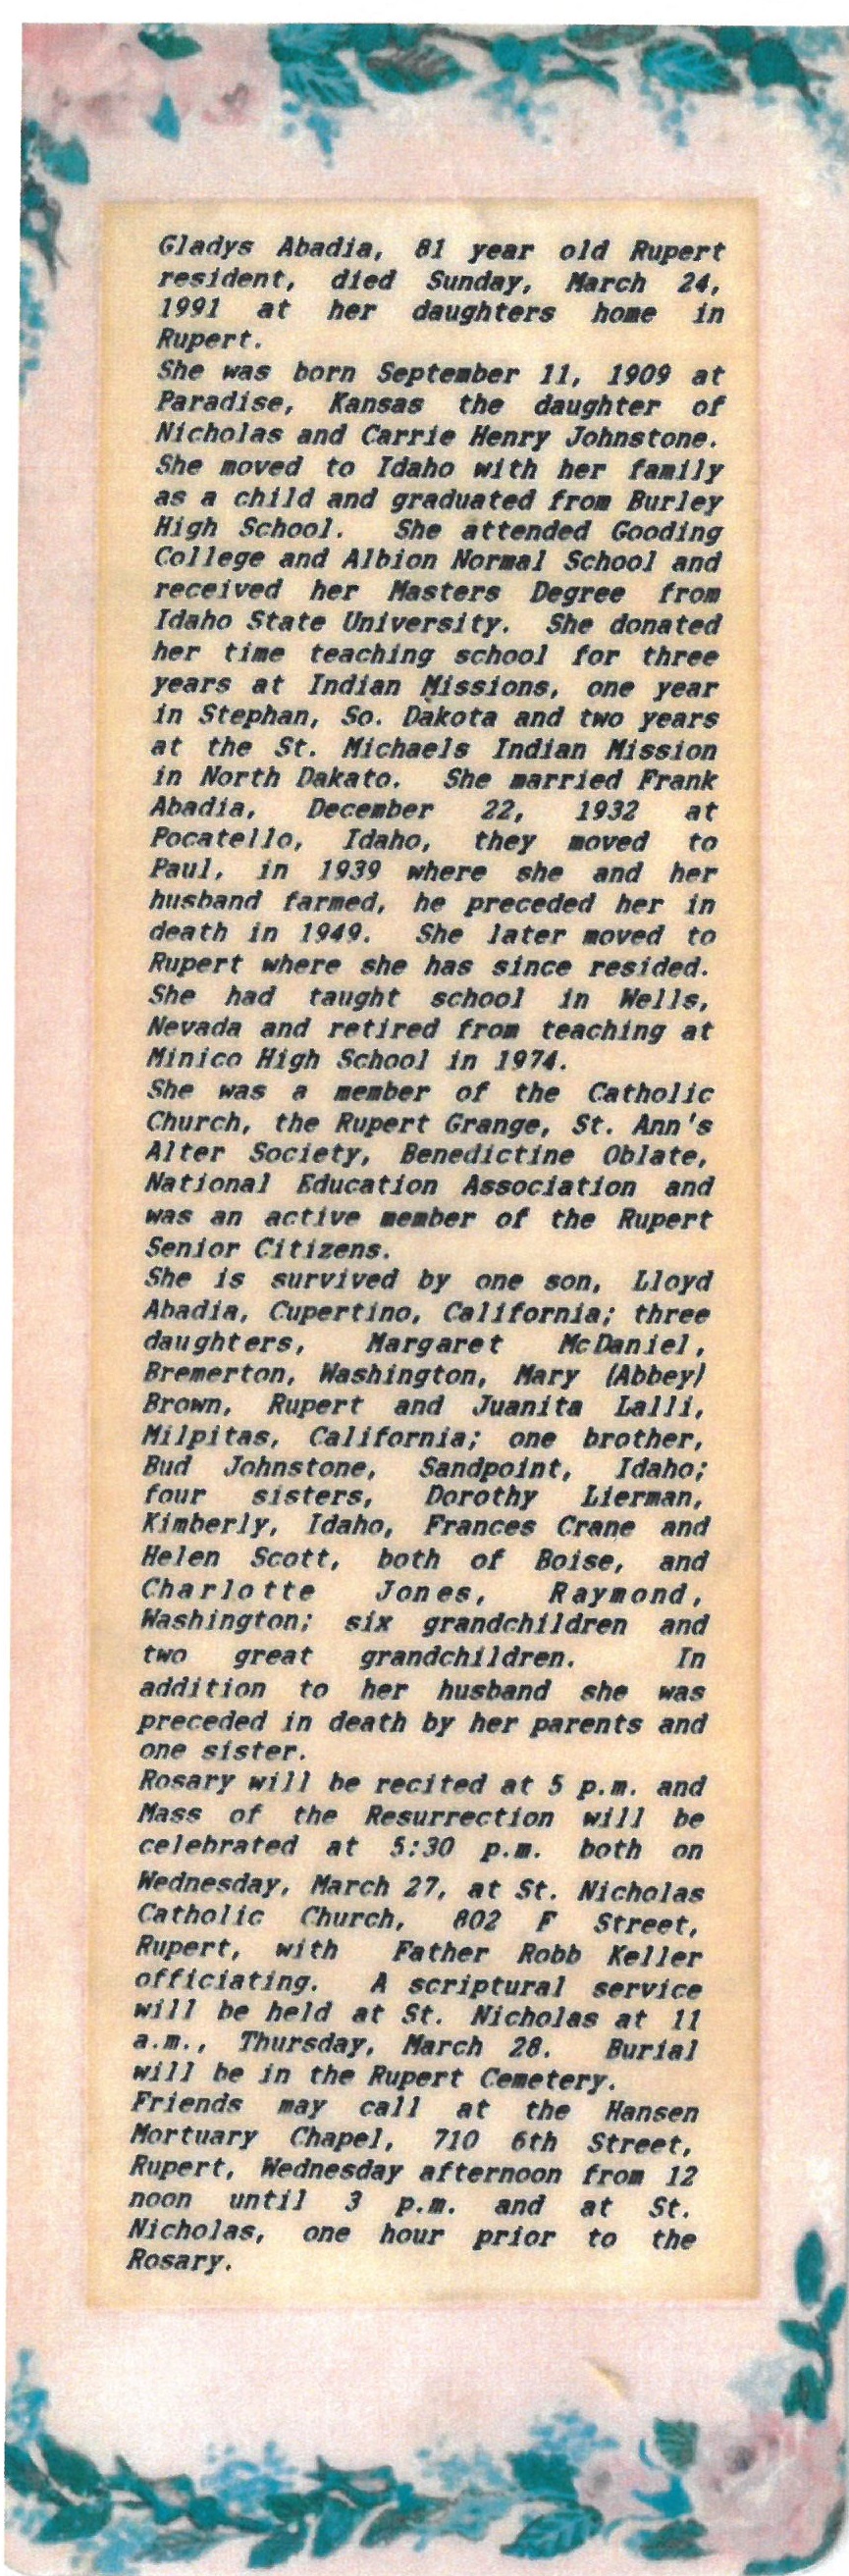 Gladys Abadia, 81 year old Rupert
resident, died Sunday, March 24,
1991 at her daughters home in
Rupert.
She was born September 11, 1909 at
Paradise, Kansas the daughter of
Nicholas and Carrie Henry Johnstone.
She moved to Idaho with her family
as a child and graduated from Burley
High School. She attended Gooding
College and Albion Normal School and
received her Masters Degree from
Idaho State University. She donated
her time teaching school for three
years at Indian Missions, one year
in Stephan, So. Dakota and two years
at the St. Michaels Indian Mission
in North Dakato. She married Frank
Abadia, December 22, 1932 at
Pocatello, Idaho, they moved to
Paul, in 1939 where she and her
husband farmed, he preceded her in
death in 1949. She later moved to
Rupert where she has since resided.
She had taught school in Wells,
Nevada and retired from teaching at
Minico High School in 1974.
She was a member of the Catholic
Church, the Rupert Grange, St. Ann's
Alter Society, Benedictine Oblate,
National Education Association and
was an active member of the Rupert
Senior Citizens.
She is survived by one son, Lloyd
Abadia, Cupertino, California; three
daughters, Margaret McDaniel,
Bremerton, Washington, Mary (Abbey)
Brown, Rupert and Juanita Lalli,
Milpitas, California; one brother,
Bud Johnstone, Sandpoint, Idaho;
four sisters, Dorothy Lierman,
Kimberly, Idaho, Frances Crane and
Helen Scott, both of Boise, and
Charlotte Jones, Raymond,
Washington; six grandchildren and
two great grandchildren. In
addition to her husband she was
preceded in death by her parents and
one sister.
Rosary will be recited at 5 p.m. and
Mass of the Resurrection will be
celebrated at 5:30 p.m. both on
Wednesday, March 27, at St. Nicholas
Catholic Church, 802 F Street,
Rupert, with Father Robb Keller
officiating. A scriptural service
will be held at St. Nicholas at 11
a.m., Thursday, March 28. Burial
will be in the Rupert Cemetery.
Friends may call at the Hansen
Mortuary Chapel, 710 6th Street,
Rupert, Wednesday afternoon from 12
noon until 3 p.m. and at St.
Nicholas, one hour prior to the
Rosary.